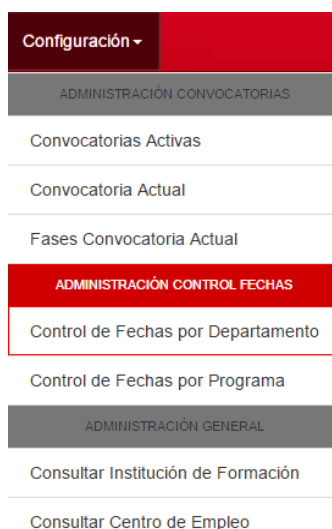 Configuración
ADMINISTRACIÓN CONVOCATORIAS
Convocatorias Activas
Convocatoria Actual
Fases Convocatoria Actual
ADMINISTRACIÓN CONTROL FECHAS
Control de Fechas por Departamento
Control de Fechas por Programa
ADMINISTRACIÓN GENERAL
Consultar Institución de Formación
Consultar Centro de Empleo